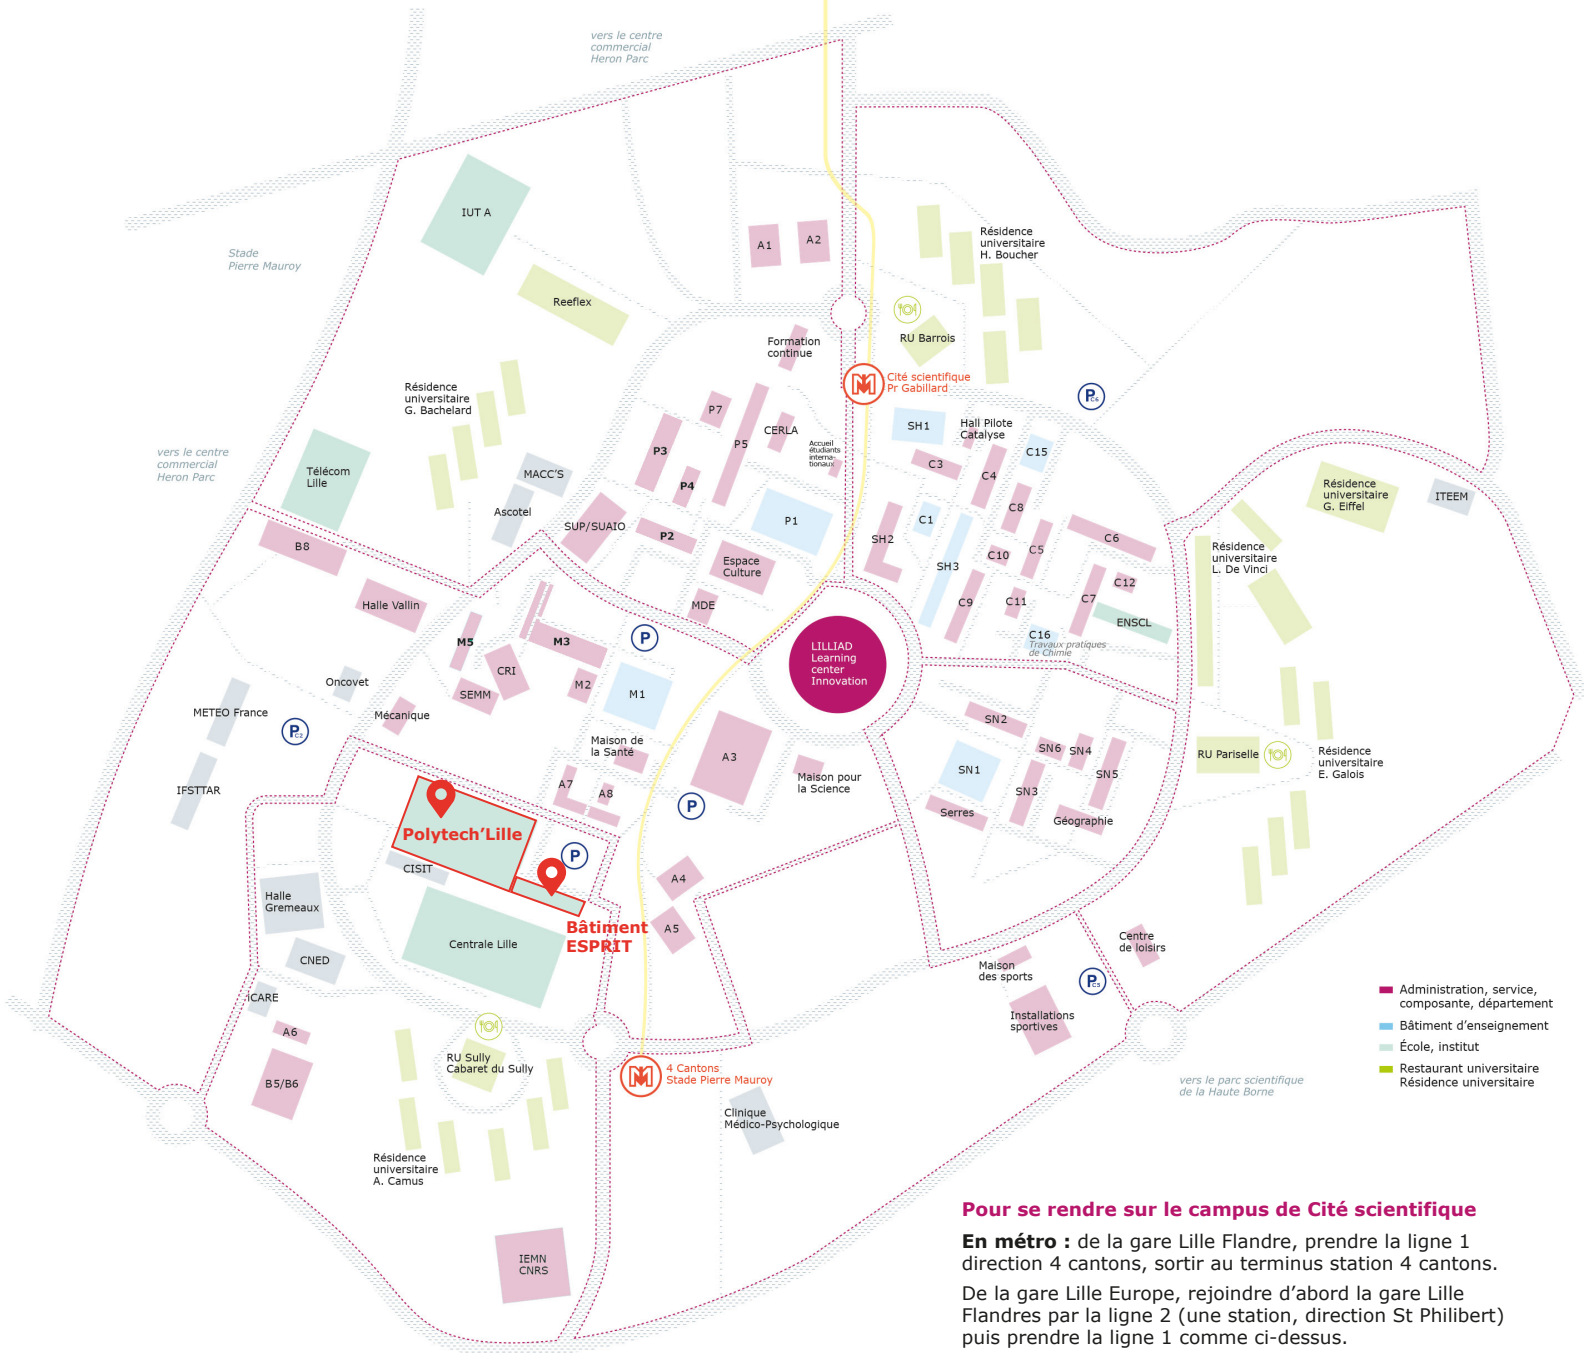 vers le centre
commercial
Heron Parc
IUT A
Stade
Pierre Mauroy
A1
A2
Résidence
universitaire
H. Boucher
Reeflex
RU Barrois
Formation
continue
Cité scientifique
Pr Gabillard
Résidence
universitaire
G. Bachelard
PC6
P7
P5
CERLA
SH1
Hall Pilote
Catalyse
C15
P3
P4
Accueil
étudiants
interna-
tionaux
C3
C4
vers le centre
commercial
Heron Parc
Télécom
Lille
MACC'S
Ascotel
SUP/SUAIO
P2
P1
Espace
Culture
MDE
SH2
C1
SH3
C8
C10
C5
C6
C9
C11
C7
C12
ENSCL
C16
Travaux pratiques
de Chimie
Résidence
universitaire
G. Eiffel
ITEEM
Résidence
universitaire
L. De Vinci
B8
Halle Vallin
M5
M3
CRI
SEMM
M2
P
M1
LILLIAD
Learning
center
Innovation
Oncovet
METEO France
Mécanique
PC2
IFSTTAR
Maison de
la Santé
A3
A7
A8
P
Maison pour
la Science
SN2
SN6
SN4
SN1
SN5
SN3
Serres
Géographie
RU Pariselle
Résidence
universitaire
E. Galois
Polytech'Lille
P
CISIT
Halle
Gremeaux
A4
A5
Bâtiment
ESPRIT
Centrale Lille
CNED
ICARE
A6
B5/B6
RU Sully
Cabaret du Sully
4 Cantons
Stade Pierre Mauroy
Clinique
Médico-Psychologique
Centre
de loisirs
Maison
des sports
PC5
Installations
sportives
vers le parc scientifique
de la Haute Borne
Administration, service,
composante, département
Bâtiment d'enseignement
École, institut
Restaurant universitaire
Résidence universitaire
Résidence
universitaire
A. Camus
IEMN
CNRS
Pour se rendre sur le campus de Cité scientifique
En métro : de la gare Lille Flandre, prendre la ligne 1
direction 4 cantons, sortir au terminus station 4 cantons.
De la gare Lille Europe, rejoindre d'abord la gare Lille
Flandres par la ligne 2 (une station, direction St Philibert)
puis prendre la ligne 1 comme ci-dessus.